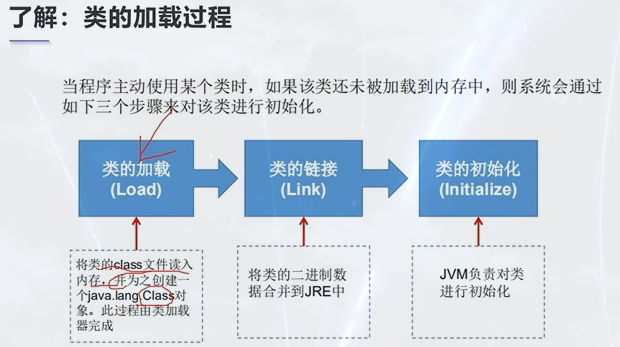 了解：类的加载过程
当程序主动使用某个类时，如果该类还未被加载到内存中，则系统会通过
如下三个步骤来对该类进行初始化。
类的加载
(Load)
类的链接
(Link)
类的初始化
(Initialize)
将类的class文件读入
内存，并为之创建一
个java.lang.Class对
象。此过程由类加载
器完成
将类的二进制数
据合并到JRE中
JVM负责对类
进行初始化